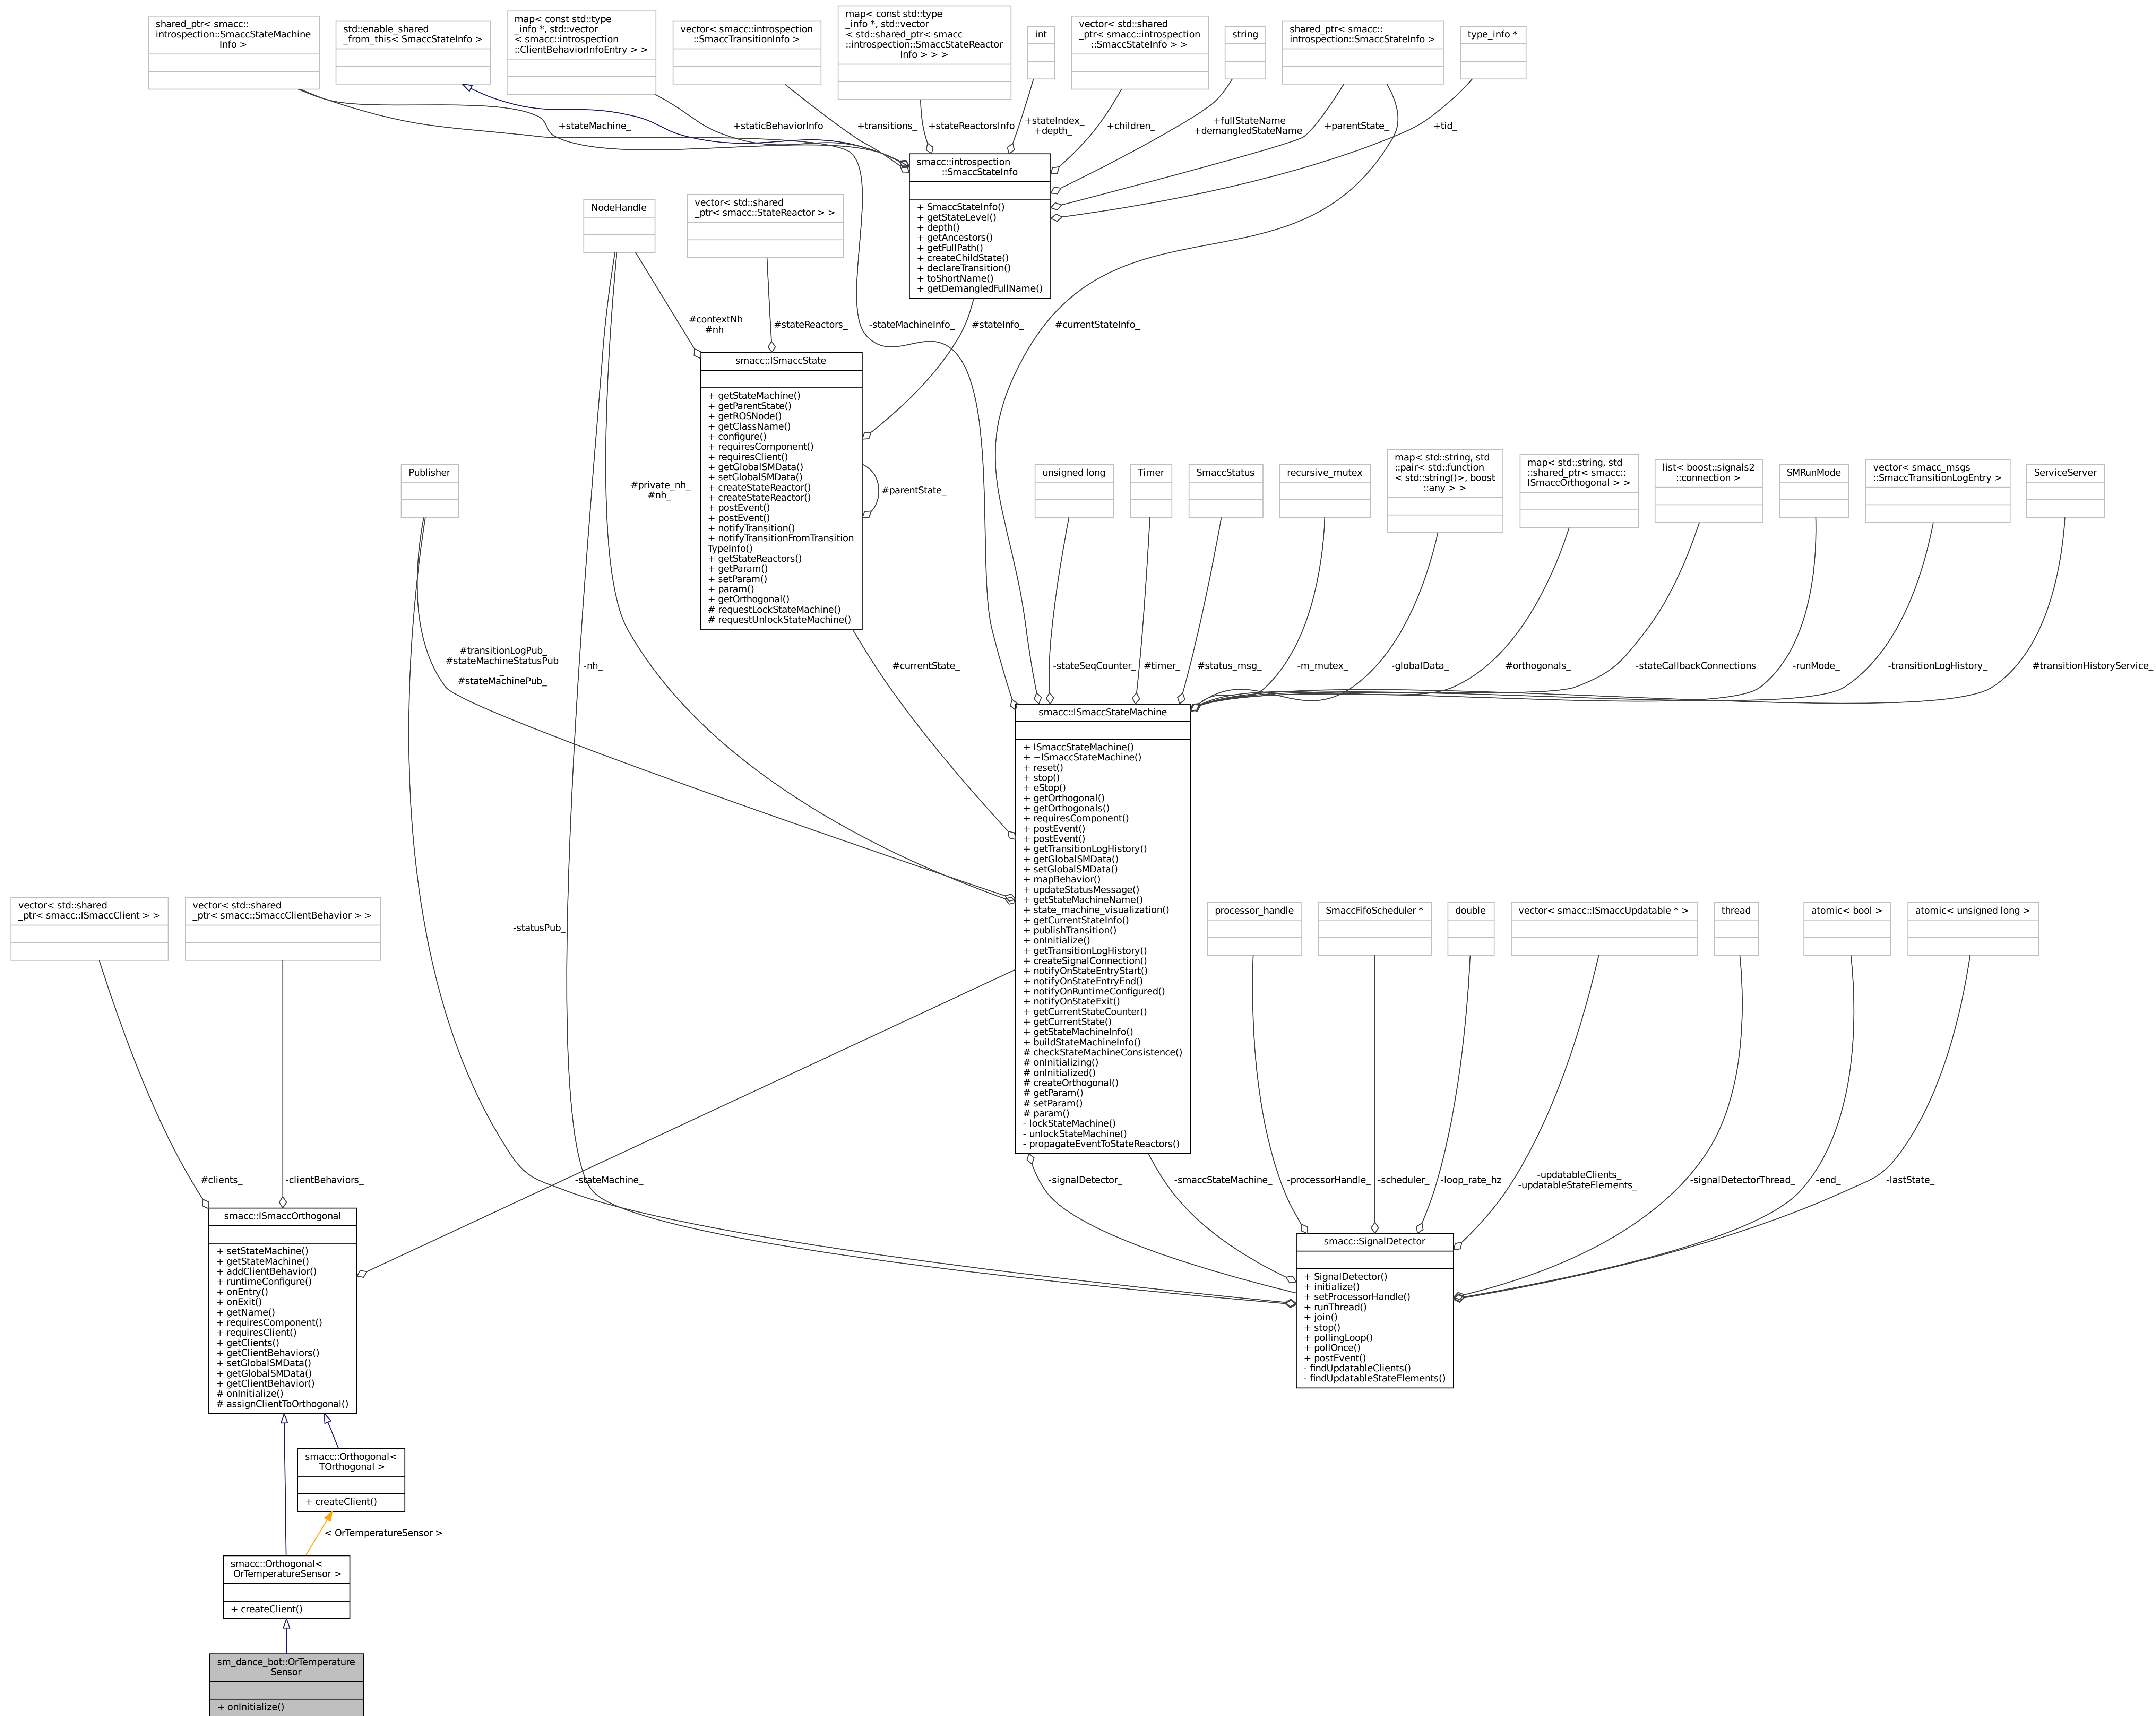 shared_ptr< smacc::
introspection::SmaccStateMachine
Info >
std::enable_shared
_from_this< SmaccStateInfo >
map< const std::type
_info *, std::vector
< smacc::introspection
::ClientBehaviorInfoEntry > >
vector< smacc::introspection
::SmaccTransitionInfo >
map< const std::type
_info *, std::vector
< std::shared_ptr< smacc
::introspection::SmaccStateReactor
Info > > >
int
vector< std::shared
_ptr< smacc::introspection
::SmaccStateInfo > >
string
shared_ptr< smacc::
introspection::SmaccStateInfo >
type_info *
+stateMachine_
+staticBehaviorInfo
+transitions_
+stateReactorsInfo
+stateIndex_
+depth_
+children_
+fullStateName
+demangledStateName
+parentState_
+tid_
smacc::introspection
::SmaccStateInfo
+ SmaccStateInfo()
+ getStateLevel()
+ depth()
+ getAncestors()
+ getFullPath()
+ createChildState()
+ declareTransition()
+ toShortName()
+ getDemangledFullName()
NodeHandle
vector< std::shared
_ptr< smacc::StateReactor > >
#contextNh
#nh
#stateReactors_
-stateMachineInfo_
#stateInfo_
#currentStateInfo_
smacc::ISmaccState
+ getStateMachine()
+ getParentState()
+ getROSNode()
+ getClassName()
+ configure()
+ requiresComponent()
+ requiresClient()
+ getGlobalSMData()
+ setGlobalSMData()
+ createStateReactor()
+ createStateReactor()
+ postEvent()
+ postEvent()
+ notifyTransition()
+ notifyTransitionFromTransition
TypeInfo()
+ getStateReactors()
+ getParam()
+ setParam()
+ param()
+ getOrthogonal()
# requestLockStateMachine()
# requestUnlockStateMachine()
#parentState_
Publisher
#private_nh_
#nh_
unsigned long
Timer
SmaccStatus
recursive_mutex
map< std::string, std
::pair< std::function
< std::string()>, boost
::any > >
map< std::string, std
::shared_ptr< smacc::
ISmaccOrthogonal > >
list< boost::signals2
::connection >
SMRunMode
vector< smacc_msgs
::SmaccTransitionLogEntry >
ServiceServer
#transitionLogPub_
#stateMachineStatusPub
_
#stateMachinePub_
-nh_
#currentState_
-stateSeqCounter_
#timer_
#status_msg_
-m_mutex_
-globalData_
#orthogonals_
-stateCallbackConnections
-runMode_
-transitionLogHistory_
#transitionHistoryService_
smacc::ISmaccStateMachine
+ ISmaccStateMachine()
+ ~ISmaccStateMachine()
+ reset()
+ stop()
+ eStop()
+ getOrthogonal()
+ getOrthogonals()
+ requiresComponent()
+ postEvent()
+ postEvent()
+ getTransitionLogHistory()
+ getGlobalSMData()
+ setGlobalSMData()
+ mapBehavior()
+ updateStatusMessage()
+ getStateMachineName()
+ state_machine_visualization()
+ getCurrentStateInfo()
+ publishTransition()
+ onInitialize()
+ getTransitionLogHistory()
+ createSignalConnection()
+ notifyOnStateEntryStart()
+ notifyOnStateEntryEnd()
+ notifyOnRuntimeConfigured()
+ notifyOnStateExit()
+ getCurrentStateCounter()
+ getCurrentState()
+ getStateMachineInfo()
+ buildStateMachineInfo()
# checkStateMachineConsistence()
# onInitializing()
# onInitialized()
# createOrthogonal()
# getParam()
# setParam()
# param()
- lockStateMachine()
- unlockStateMachine()
- propagateEventToStateReactors()
vector< std::shared
_ptr< smacc::ISmaccClient > >
vector< std::shared
_ptr< smacc::SmaccClientBehavior > >
-statusPub_
processor_handle
SmaccFifoScheduler *
double
vector< smacc::ISmaccUpdatable * >
thread
atomic< bool >
atomic< unsigned long >
#clients_
-clientBehaviors_
-stateMachine_
-signalDetector_
-smaccStateMachine_
-processorHandle_
-scheduler_
-loop_rate_hz
-updatableClients_
-updatableStateElements_
-signalDetectorThread_
-end_
-lastState_
smacc::ISmaccOrthogonal
+ setStateMachine()
+ getStateMachine()
+ addClientBehavior()
+ runtimeConfigure()
+ onEntry()
+ onExit()
+ getName()
+ requiresComponent()
+ requiresClient()
+ getClients()
+ getClientBehaviors()
+ setGlobalSMData()
+ getGlobalSMData()
+ getClientBehavior()
# onInitialize()
# assignClientToOrthogonal()
smacc::SignalDetector
+ SignalDetector()
+ initialize()
+ setProcessorHandle()
+ runThread()
+ join()
+ stop()
+ pollingLoop()
+ pollOnce()
+ postEvent()
- findUpdatableClients()
- findUpdatableStateElements()
smacc::Orthogonal<
TOrthogonal >
+ createClient()
< OrTemperatureSensor >
smacc::Orthogonal<
OrTemperatureSensor >
+ createClient()
sm_dance_bot::OrTemperature
Sensor
+ onInitialize()